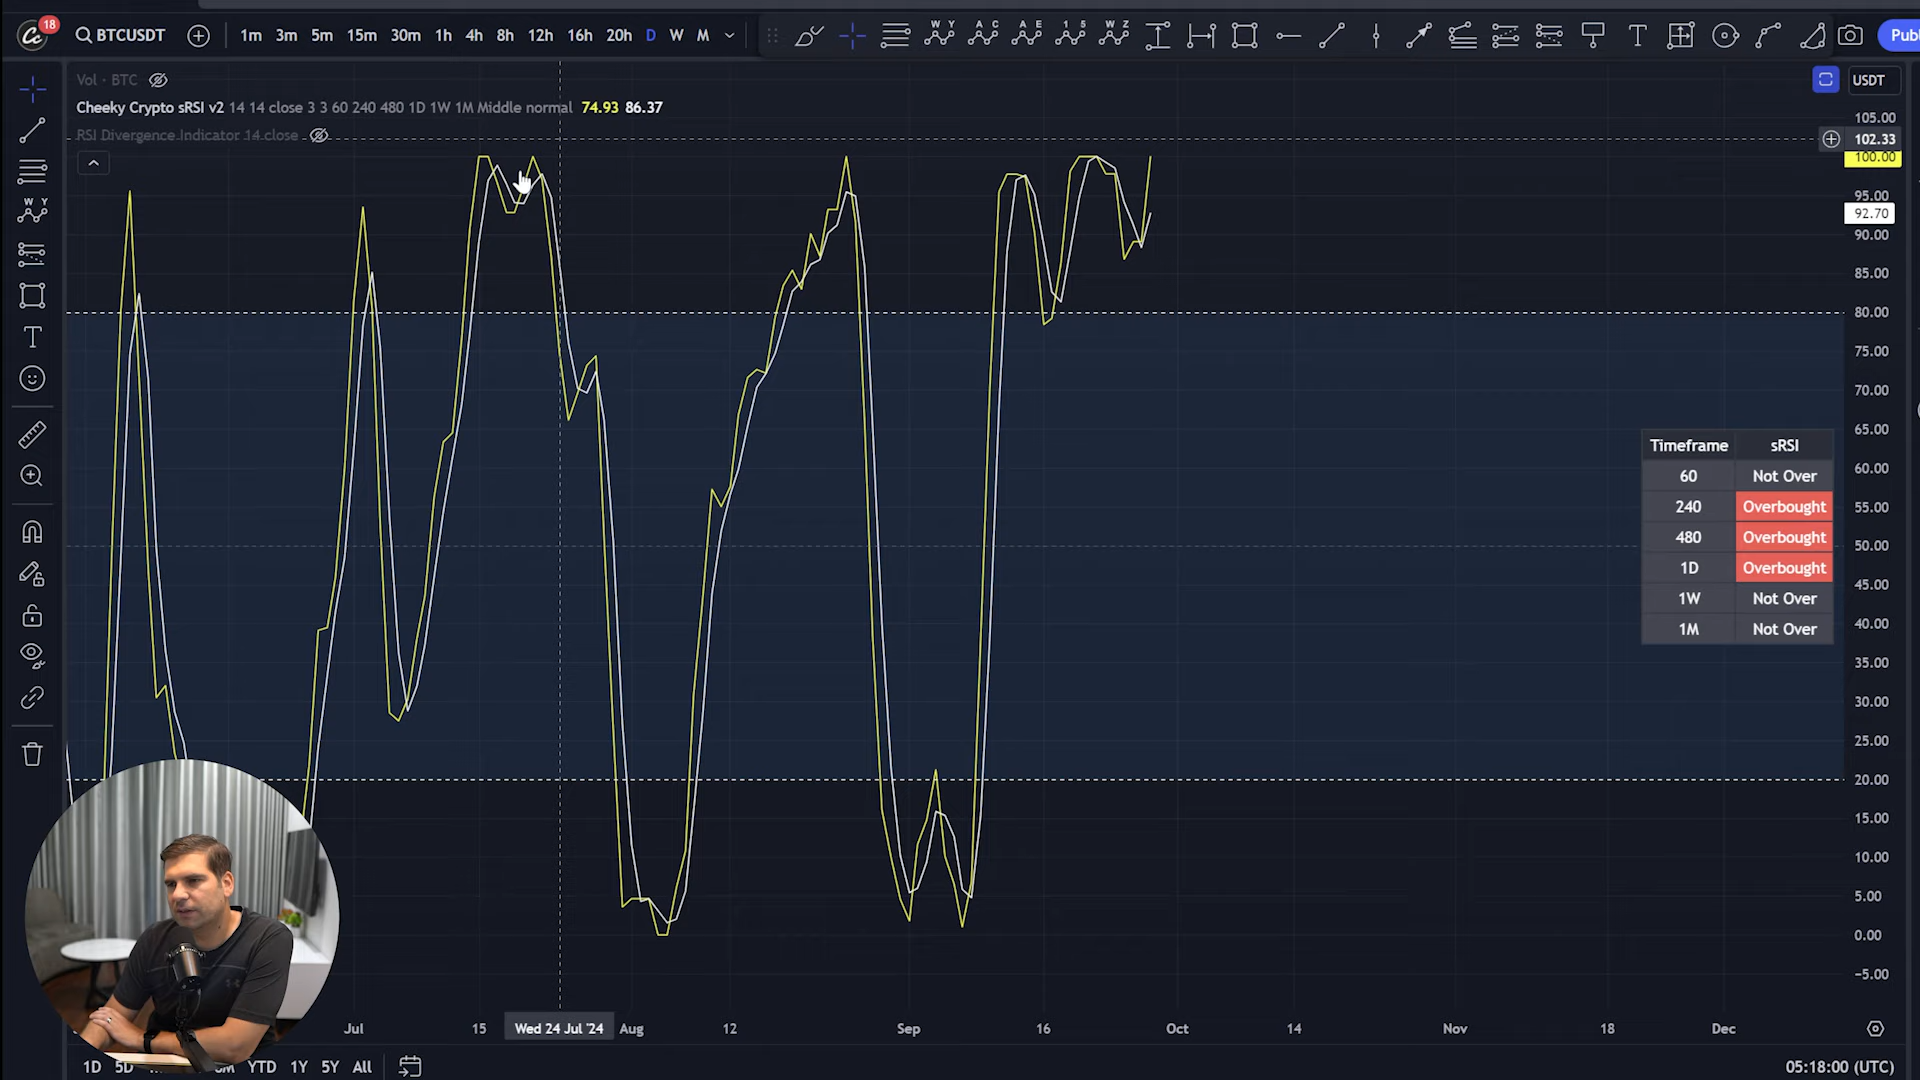 18
BTCUSDT 1m 3m 5m 15m 30m 1h 4h 8h 12h 16h 20h D W M W Y A C A E 1 5 W Z T Publ
Vol · BTC
USDT
Cheeky Crypto sRSI v2 14 14 close 3 3 60 240 480 1D 1W 1M Middle normal 74.93 86.37
RSI Divergence Indicator 14 close
105.00
102.33
100.00
95.00
92.70
90.00
85.00
80.00
75.00
70.00
65.00
60.00
55.00
50.00
45.00
40.00
35.00
30.00
25.00
20.00
15.00
10.00
5.00
0.00
−5.00
W Y
T
Timeframe sRSI
60 Not Over
240 Overbought
480 Overbought
1D Overbought
1W Not Over
1M Not Over
Jul 15 Wed 24 Jul '24 Aug 12 Sep 16 Oct 14 Nov 18 Dec
1D 5D YTD 1Y 5Y All
05:18:00 (UTC)